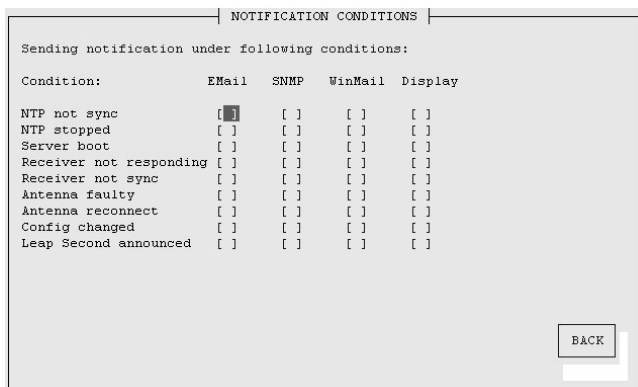 NOTIFICATION CONDITIONS
Sending notification under following conditions:
Condition: EMail SNMP WinMail Display
NTP not sync [ ] [ ] [ ] [ ]
NTP stopped [ ] [ ] [ ] [ ]
Server boot [ ] [ ] [ ] [ ]
Receiver not responding [ ] [ ] [ ] [ ]
Receiver not sync [ ] [ ] [ ] [ ]
Antenna faulty [ ] [ ] [ ] [ ]
Antenna reconnect [ ] [ ] [ ] [ ]
Config changed [ ] [ ] [ ] [ ]
Leap Second announced [ ] [ ] [ ] [ ]
BACK